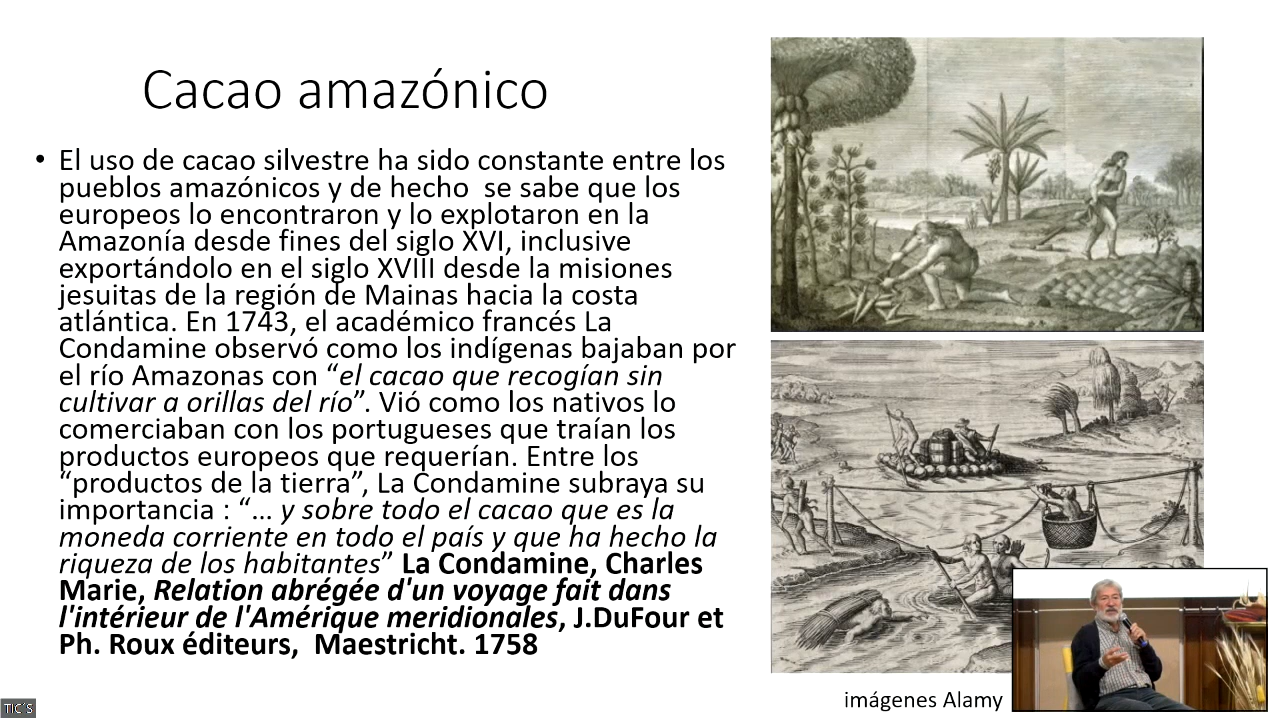 Cacao amazónico
• El uso de cacao silvestre ha sido constante entre los
pueblos amazónicos y de hecho  se sabe que los
europeos lo encontraron y lo explotaron en la
Amazonía desde fines del siglo XVI, inclusive
exportándolo en el siglo XVIII desde la misiones
jesuitas de la región de Mainas hacia la costa
atlántica. En 1743, el académico francés La
Condamine observó como los indígenas bajaban por
el río Amazonas con “el cacao que recogían sin
cultivar a orillas del río”. Vió como los nativos lo
comerciaban con los portugueses que traían los
productos europeos que requerían. Entre los
“productos de la tierra”, La Condamine subraya su
importancia : “… y sobre todo el cacao que es la
moneda corriente en todo el país y que ha hecho la
riqueza de los habitantes” La Condamine, Charles
Marie, Relation abrégée d'un voyage fait dans
l'intérieur de l'Amérique meridionales, J.DuFour et
Ph. Roux éditeurs,  Maestricht. 1758
imágenes Alamy
TIC´S